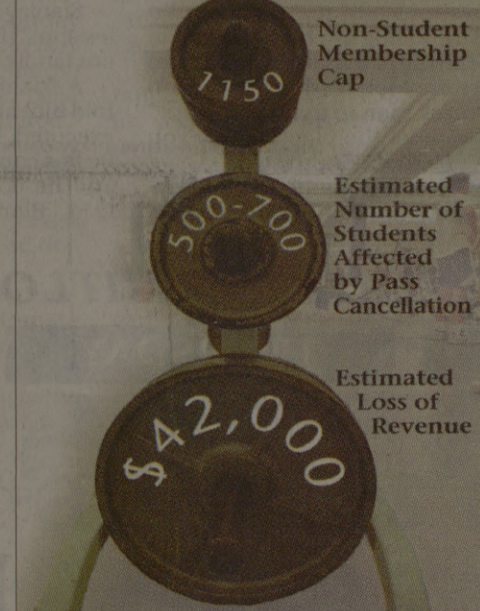 Non-Student
Membership
Cap
1150
Estimated
Number of
Students
Affected
by Pass
Cancellation
500-700
Estimated
Loss of
Revenue
$42,000